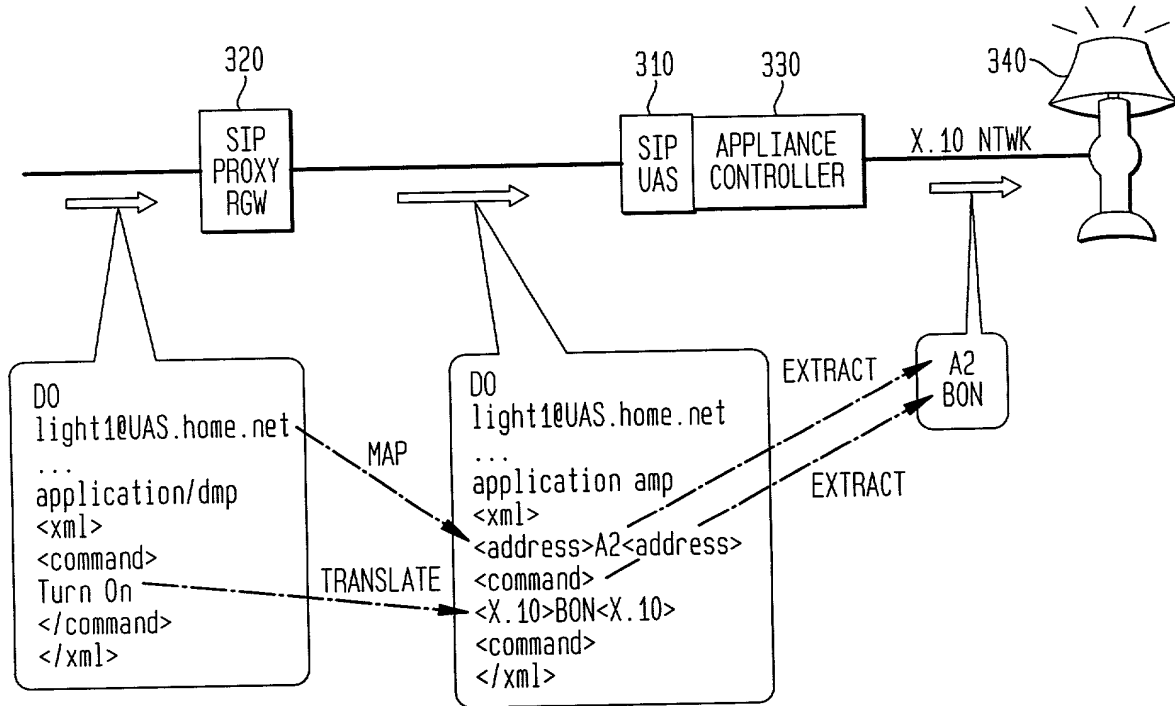 320
310
330
340
SIP
PROXY
RGW
SIP
UAS
APPLIANCE
CONTROLLER
X.10 NTWK
DO
light1@UAS.home.net
...
application/dmp
<xml>
<command>
Turn On
</command>
</xml>
MAP
TRANSLATE
DO
light1@UAS.home.net
...
application amp
<xml>
<address>A2<address>
<command>
<X.10>BON<X.10>
<command>
</xml>
EXTRACT
EXTRACT
A2
BON